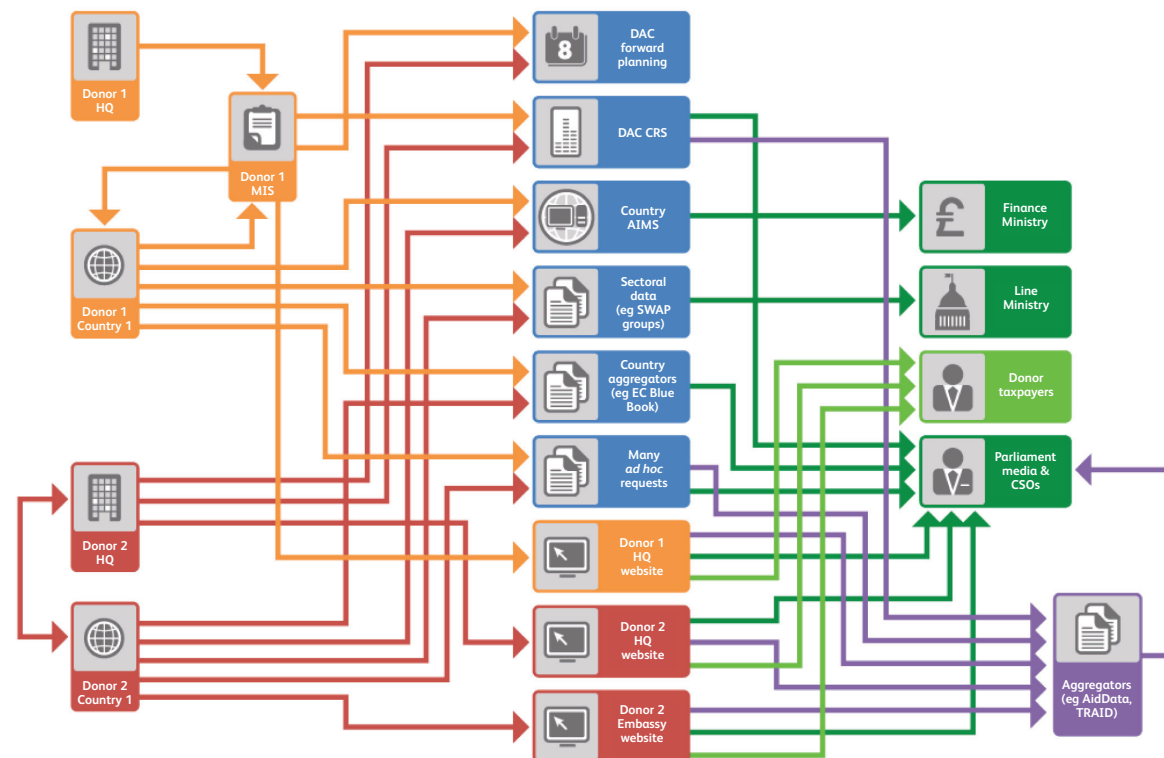 Donor 1
HQ
Donor 1
MIS
Donor 1
Country 1
Donor 2
HQ
Donor 2
Country 1
8
DAC
forward
planning
DAC CRS
Country
AIMS
Sectoral
data
(eg SWAP
groups)
Country
aggregators
(eg EC Blue
Book)
Many
ad hoc
requests
Donor 1
HQ
website
Donor 2
HQ
website
Donor 2
Embassy
website
£
Finance
Ministry
Line
Ministry
Donor
taxpayers
Parliament
media &
CSOs
Aggregators
(eg AidData,
TRAID)